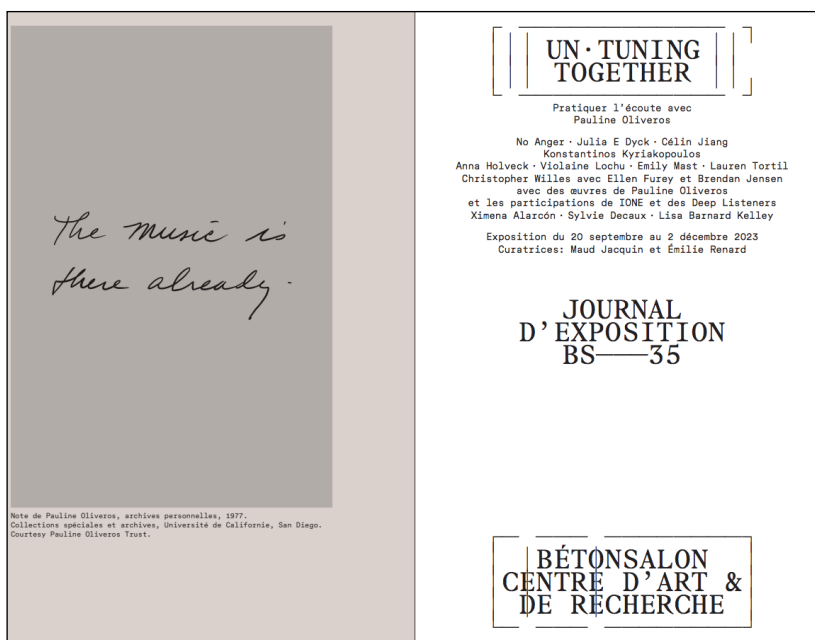 The music is
there already.
Note de Pauline Oliveros, archives personnelles, 1977.
Collections spéciales et archives, Université de Californie, San Diego.
Courtesy Pauline Oliveros Trust.
UN·TUNING
TOGETHER
Pratiquer l'écoute avec
Pauline Oliveros
No Anger · Julia E Dyck · Célin Jiang
Konstantinos Kyriakopoulos
Anna Holveck · Violaine Lochu · Emily Mast · Lauren Tortil
Christopher Willes avec Ellen Furey et Brendan Jensen
avec des œuvres de Pauline Oliveros
et les participations de IONE et des Deep Listeners
Ximena Alarcón · Sylvie Decaux · Lisa Barnard Kelley
Exposition du 20 septembre au 2 décembre 2023
Curatrices: Maud Jacquin et Émilie Renard
JOURNAL
D'EXPOSITION
BS——35
BÉTONSALON
CENTRE D'ART &
DE RECHERCHE